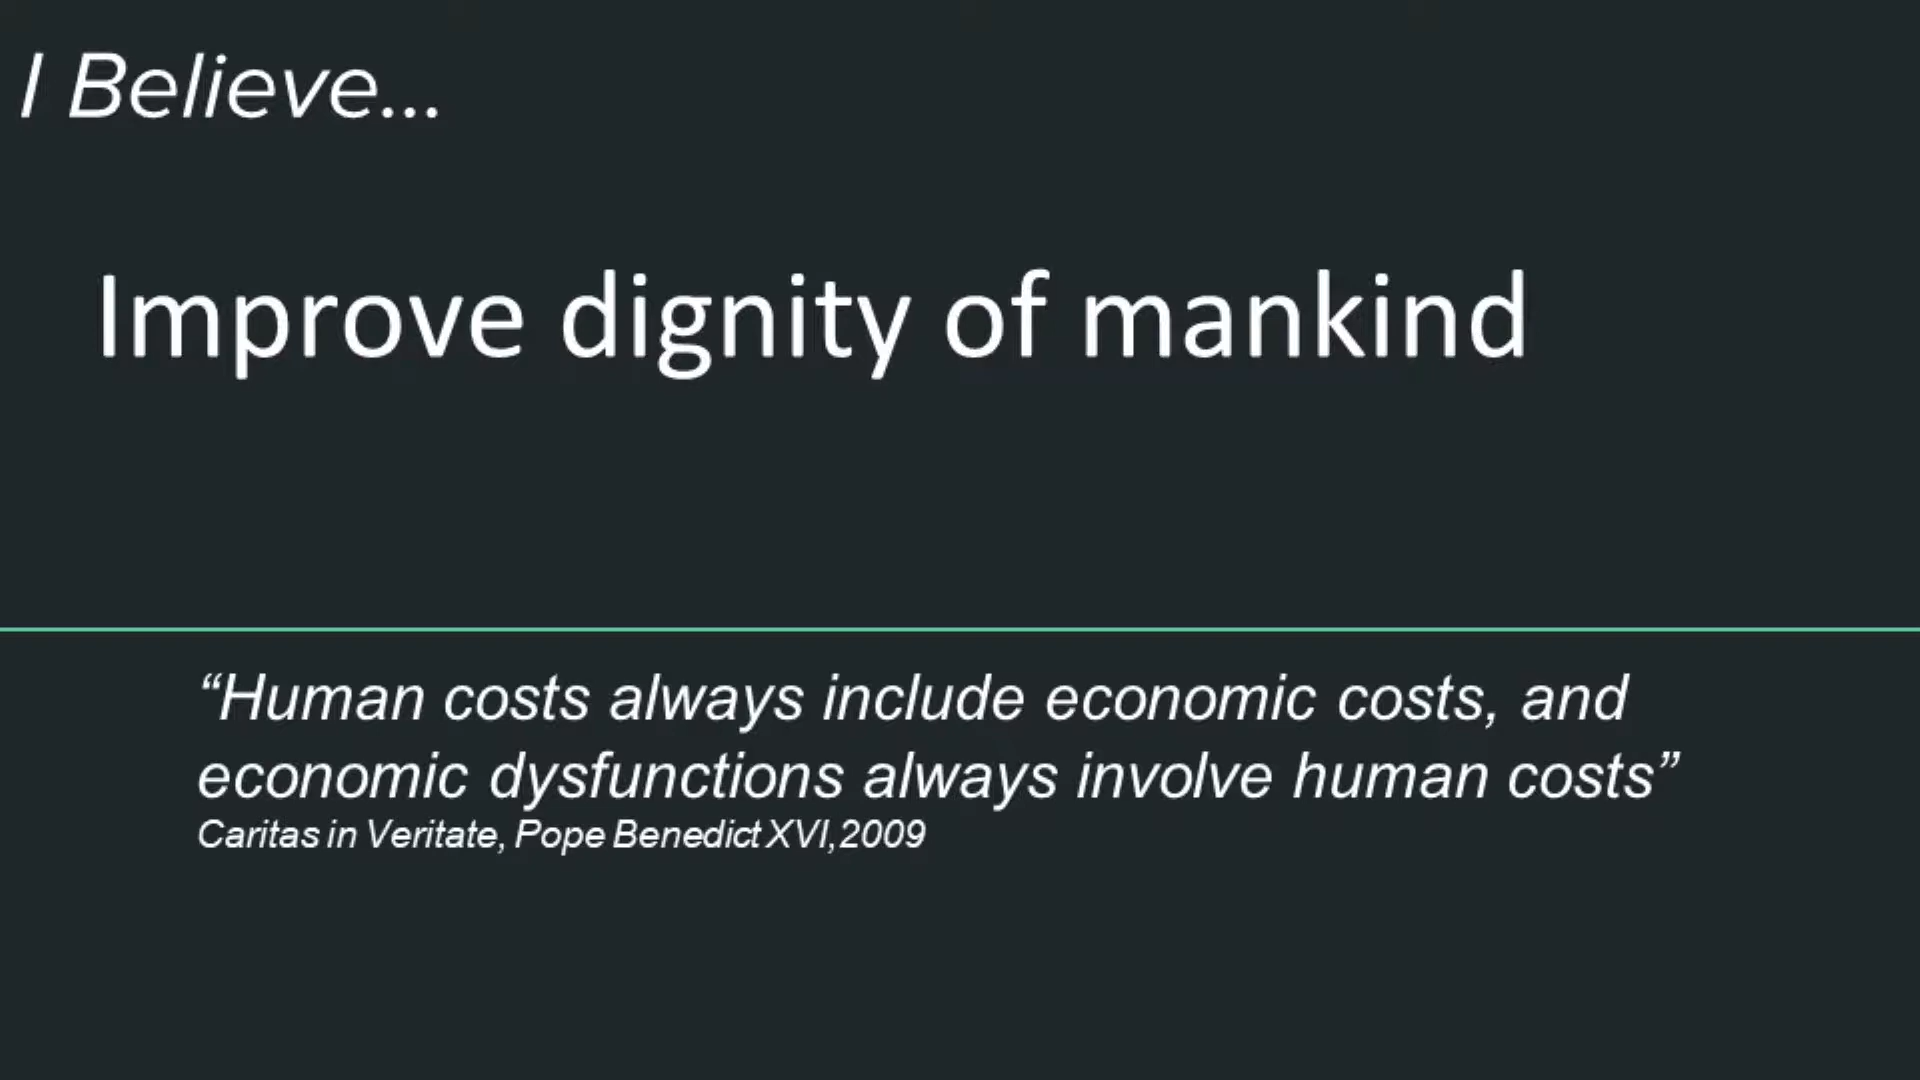 I Believe...
Improve dignity of mankind
“Human costs always include economic costs, and
economic dysfunctions always involve human costs”
Caritas in Veritate, Pope Benedict XVI, 2009